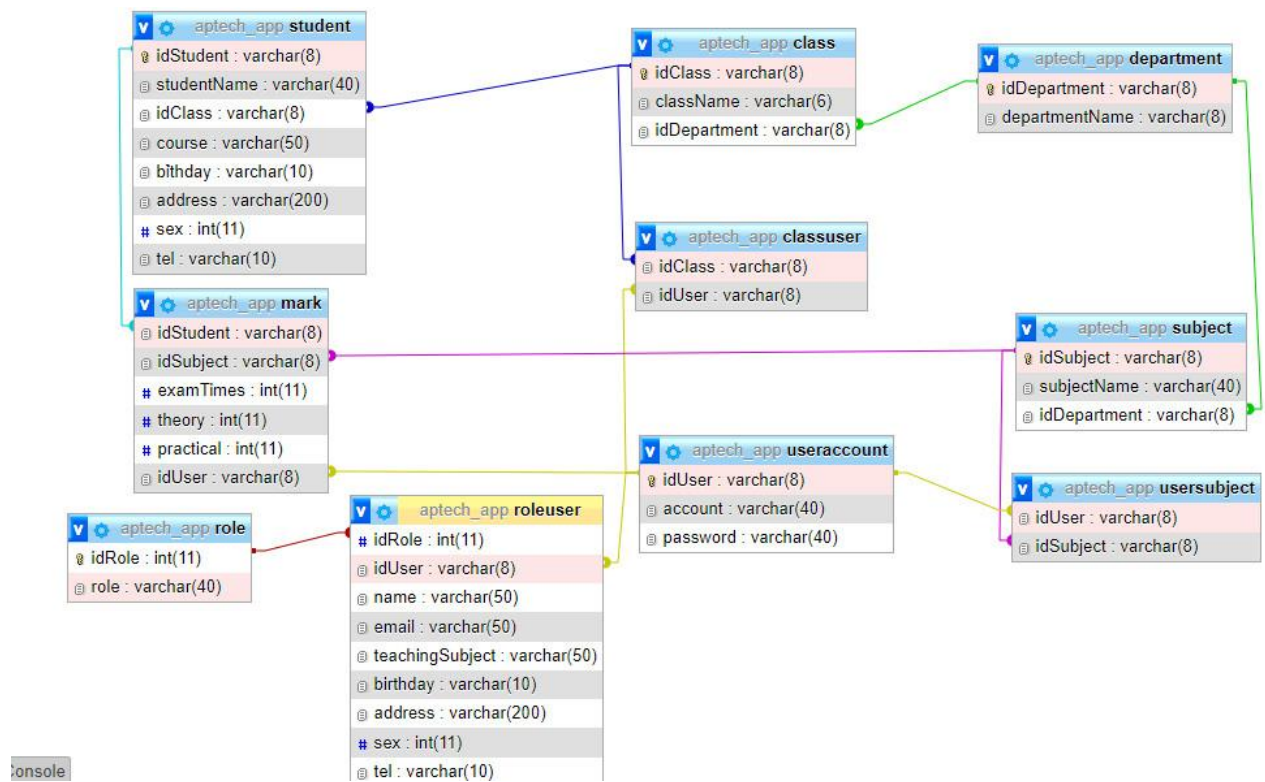 aptech_app student
idStudent : varchar(8)
studentName : varchar(40)
idClass : varchar(8)
course : varchar(50)
bithday : varchar(10)
address : varchar(200)
# sex : int(11)
tel : varchar(10)
aptech_app class
idClass : varchar(8)
className : varchar(6)
idDepartment : varchar(8)
aptech_app department
idDepartment : varchar(8)
departmentName : varchar(8)
aptech_app classuser
idClass : varchar(8)
idUser : varchar(8)
aptech_app mark
idStudent : varchar(8)
idSubject : varchar(8)
# examTimes : int(11)
# theory : int(11)
# practical : int(11)
idUser : varchar(8)
aptech_app subject
idSubject : varchar(8)
subjectName : varchar(40)
idDepartment : varchar(8)
aptech_app useraccount
idUser : varchar(8)
account : varchar(40)
password : varchar(40)
aptech_app usersubject
idUser : varchar(8)
idSubject : varchar(8)
aptech_app role
idRole : int(11)
role : varchar(40)
aptech_app roleuser
# idRole : int(11)
idUser : varchar(8)
name : varchar(50)
email : varchar(50)
teachingSubject : varchar(50)
birthday : varchar(10)
address : varchar(200)
# sex : int(11)
tel : varchar(10)
onsole